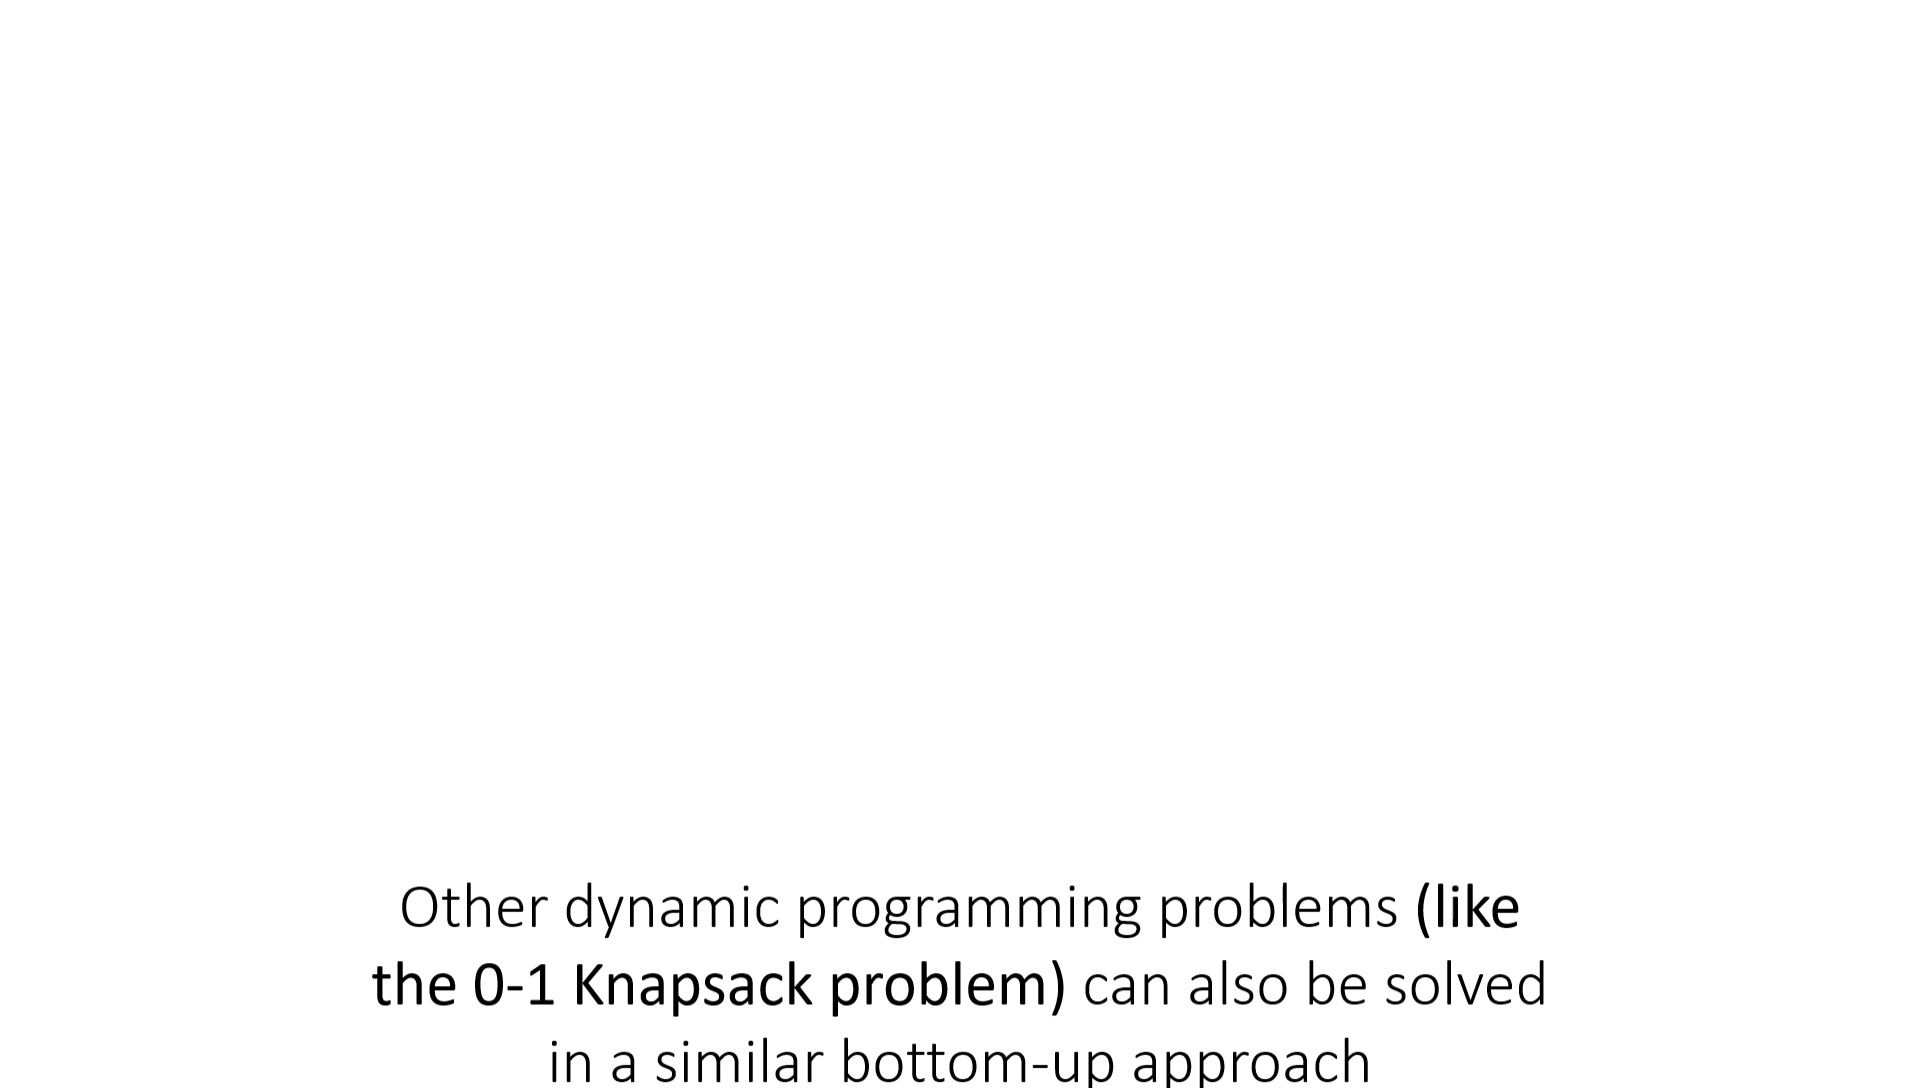 Other dynamic programming problems (like
the 0-1 Knapsack problem) can also be solved
in a similar bottom-up approach